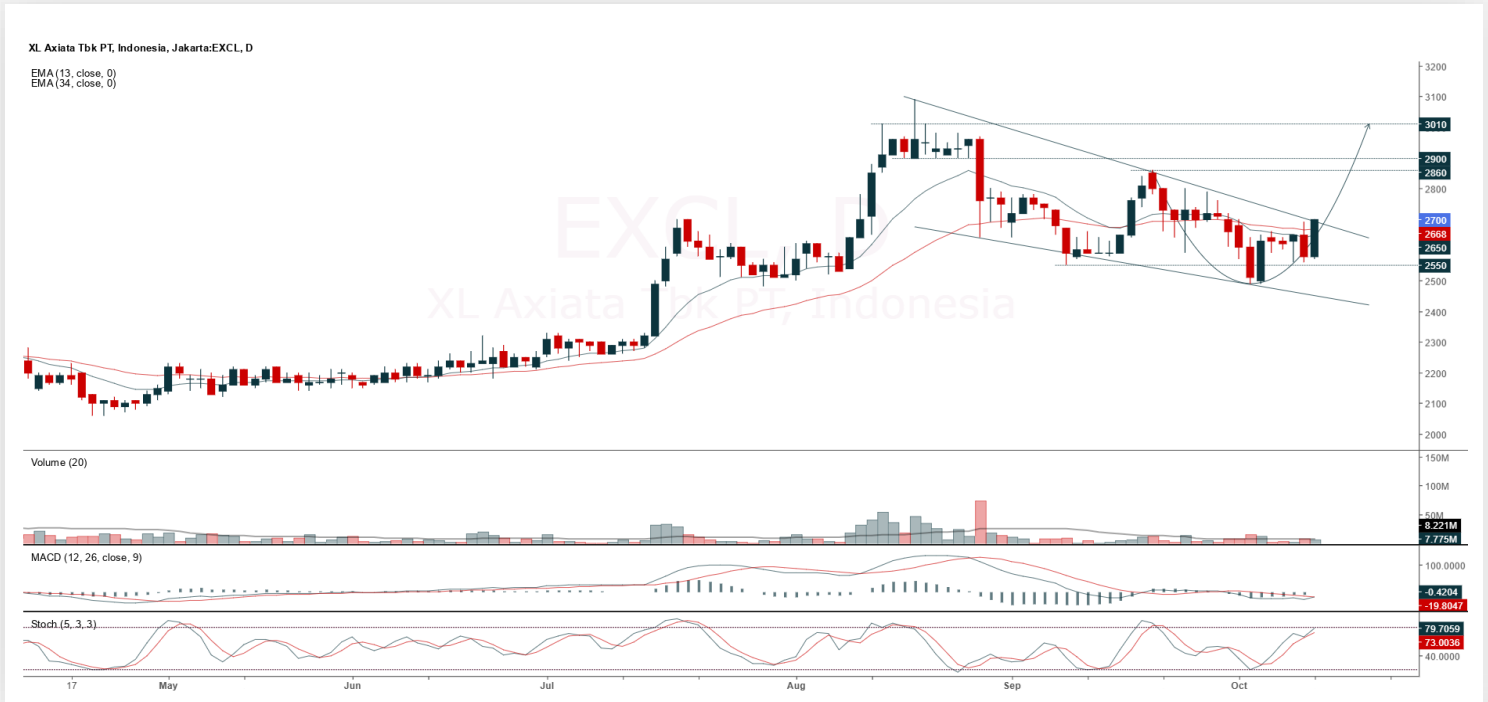 XL Axiata Tbk PT, Indonesia, Jakarta:EXCL, D
EMA (13, close, 0)
EMA (34, close, 0)
EXCL, D
XL Axiata Tbk PT, Indonesia
3200
3100
3010
2900
2860
2800
2700
2668
2650
2550
2500
2400
2300
2200
2100
2000
Volume (20)
150M
100M
50M
8.221M
7.775M
MACD (12, 26, close, 9)
100.0000
-0.4204
-19.8047
Stoch (5, 3, 3)
79.7059
73.0036
40.0000
17 May Jun Jul Aug Sep Oct